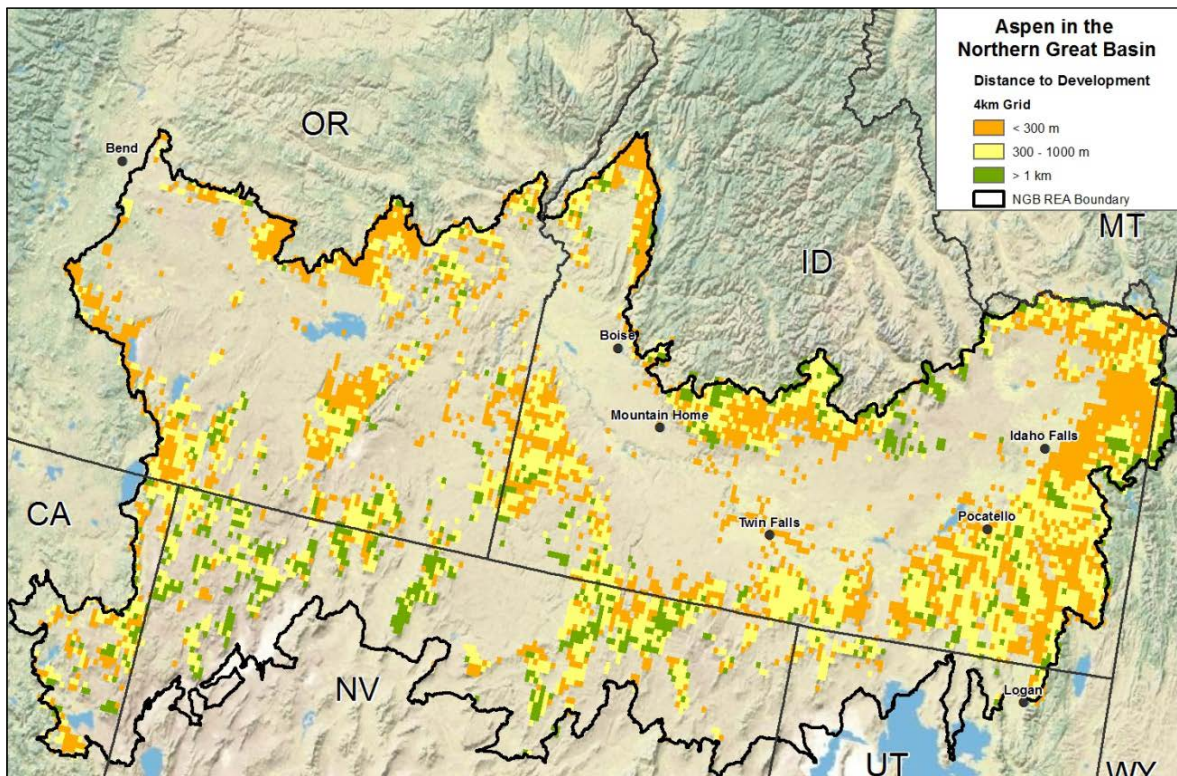 Aspen in the
Northern Great Basin
Distance to Development
4km Grid
< 300 m
300 - 1000 m
> 1 km
NGB REA Boundary
OR
Bend
MT
ID
Boise
Mountain Home
Idaho Falls
CA
Twin Falls
Pocatello
NV
Logan
UT
WY